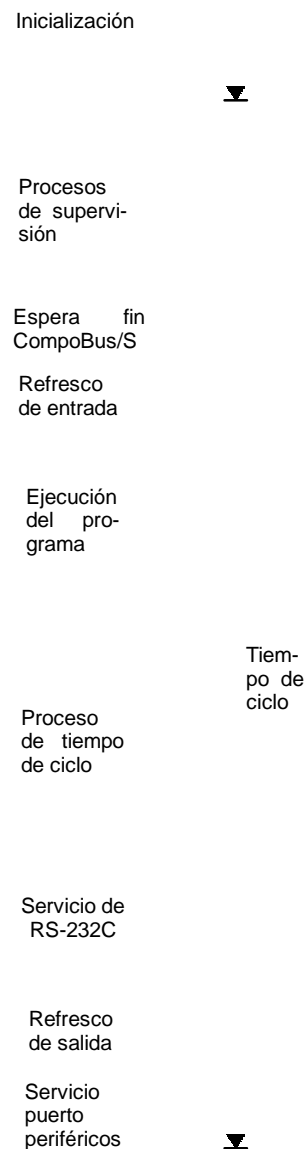 Inicialización
Procesos
de supervi-
sión
Espera fin
CompoBus/S
Refresco
de entrada
Ejecución
del pro-
grama
Tiem-
po de
ciclo
Proceso
de tiempo
de ciclo
Servicio de
RS-232C
Refresco
de salida
Servicio
puerto
periféricos